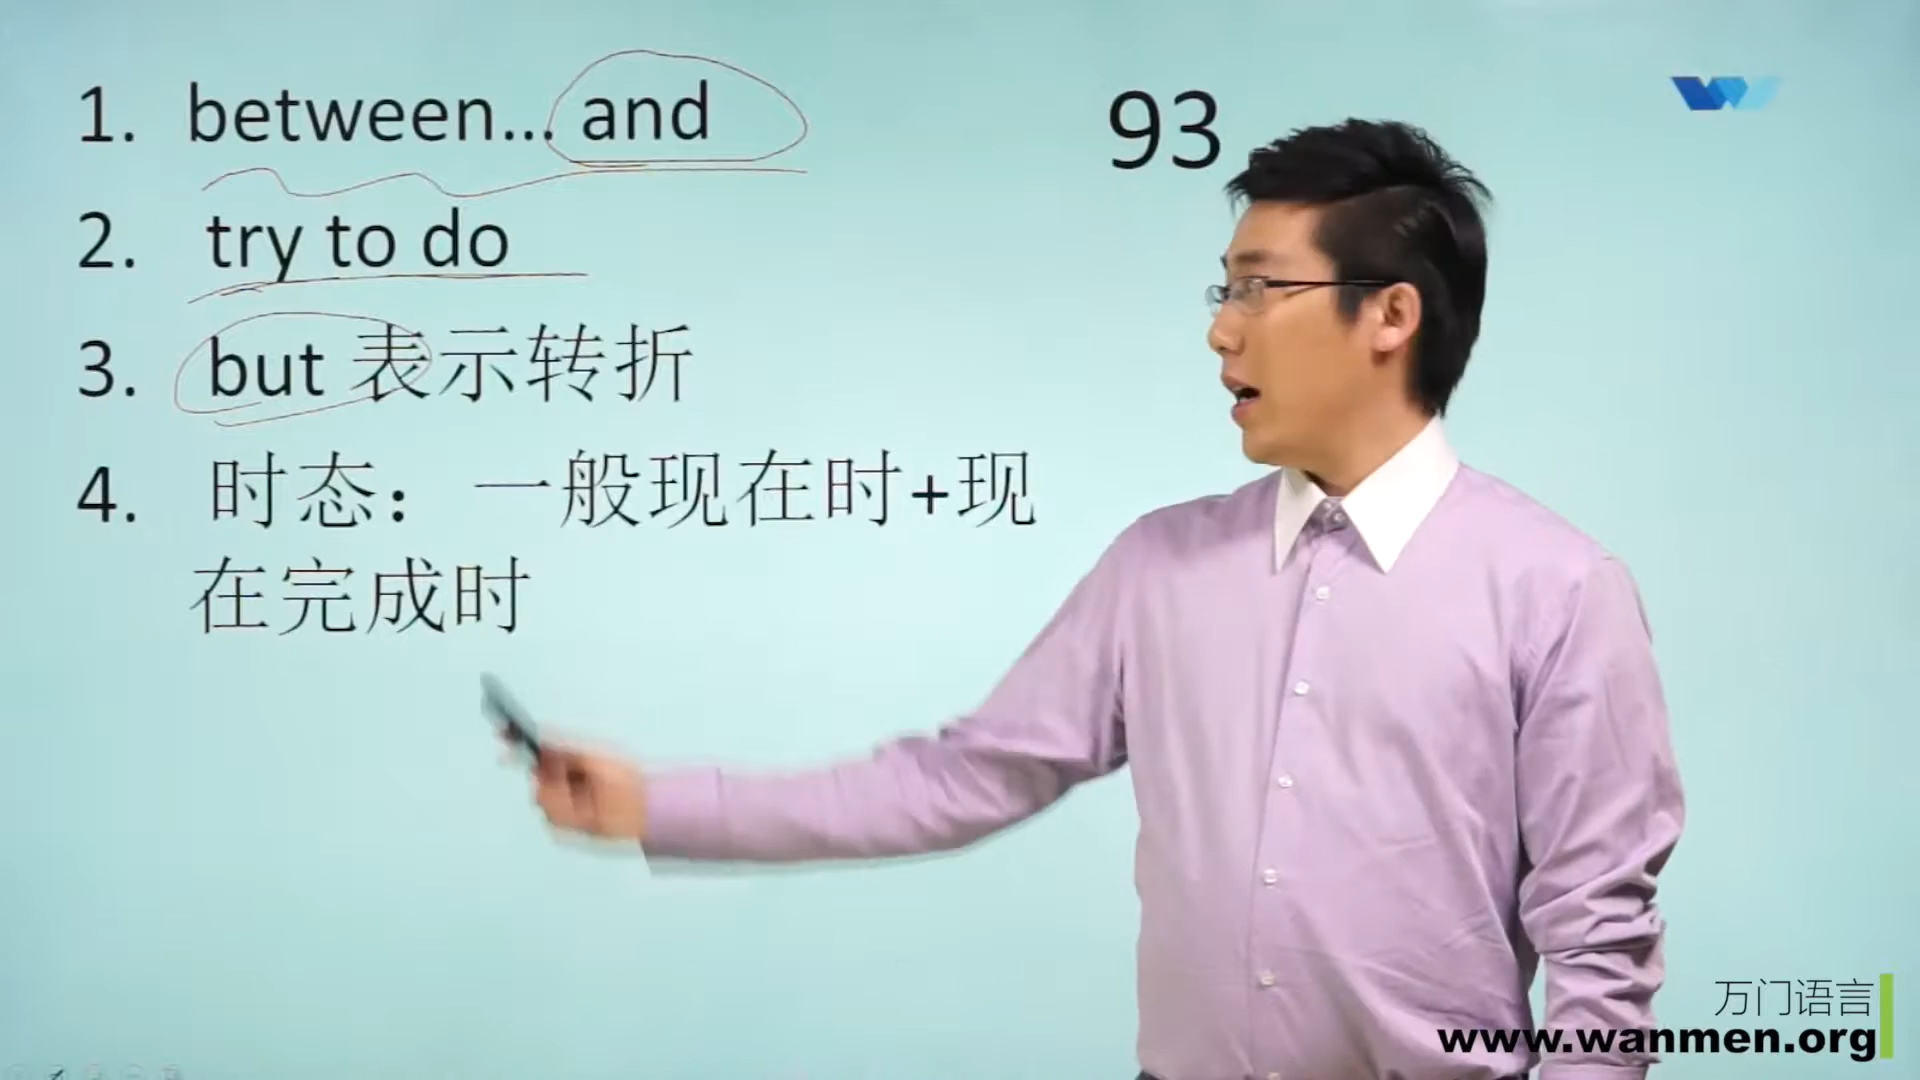 1. between... and
93
2. try to do
3. but 表示转折
4. 时态： 一般现在时+现
在完成时
万门语言
www.wanmen.org